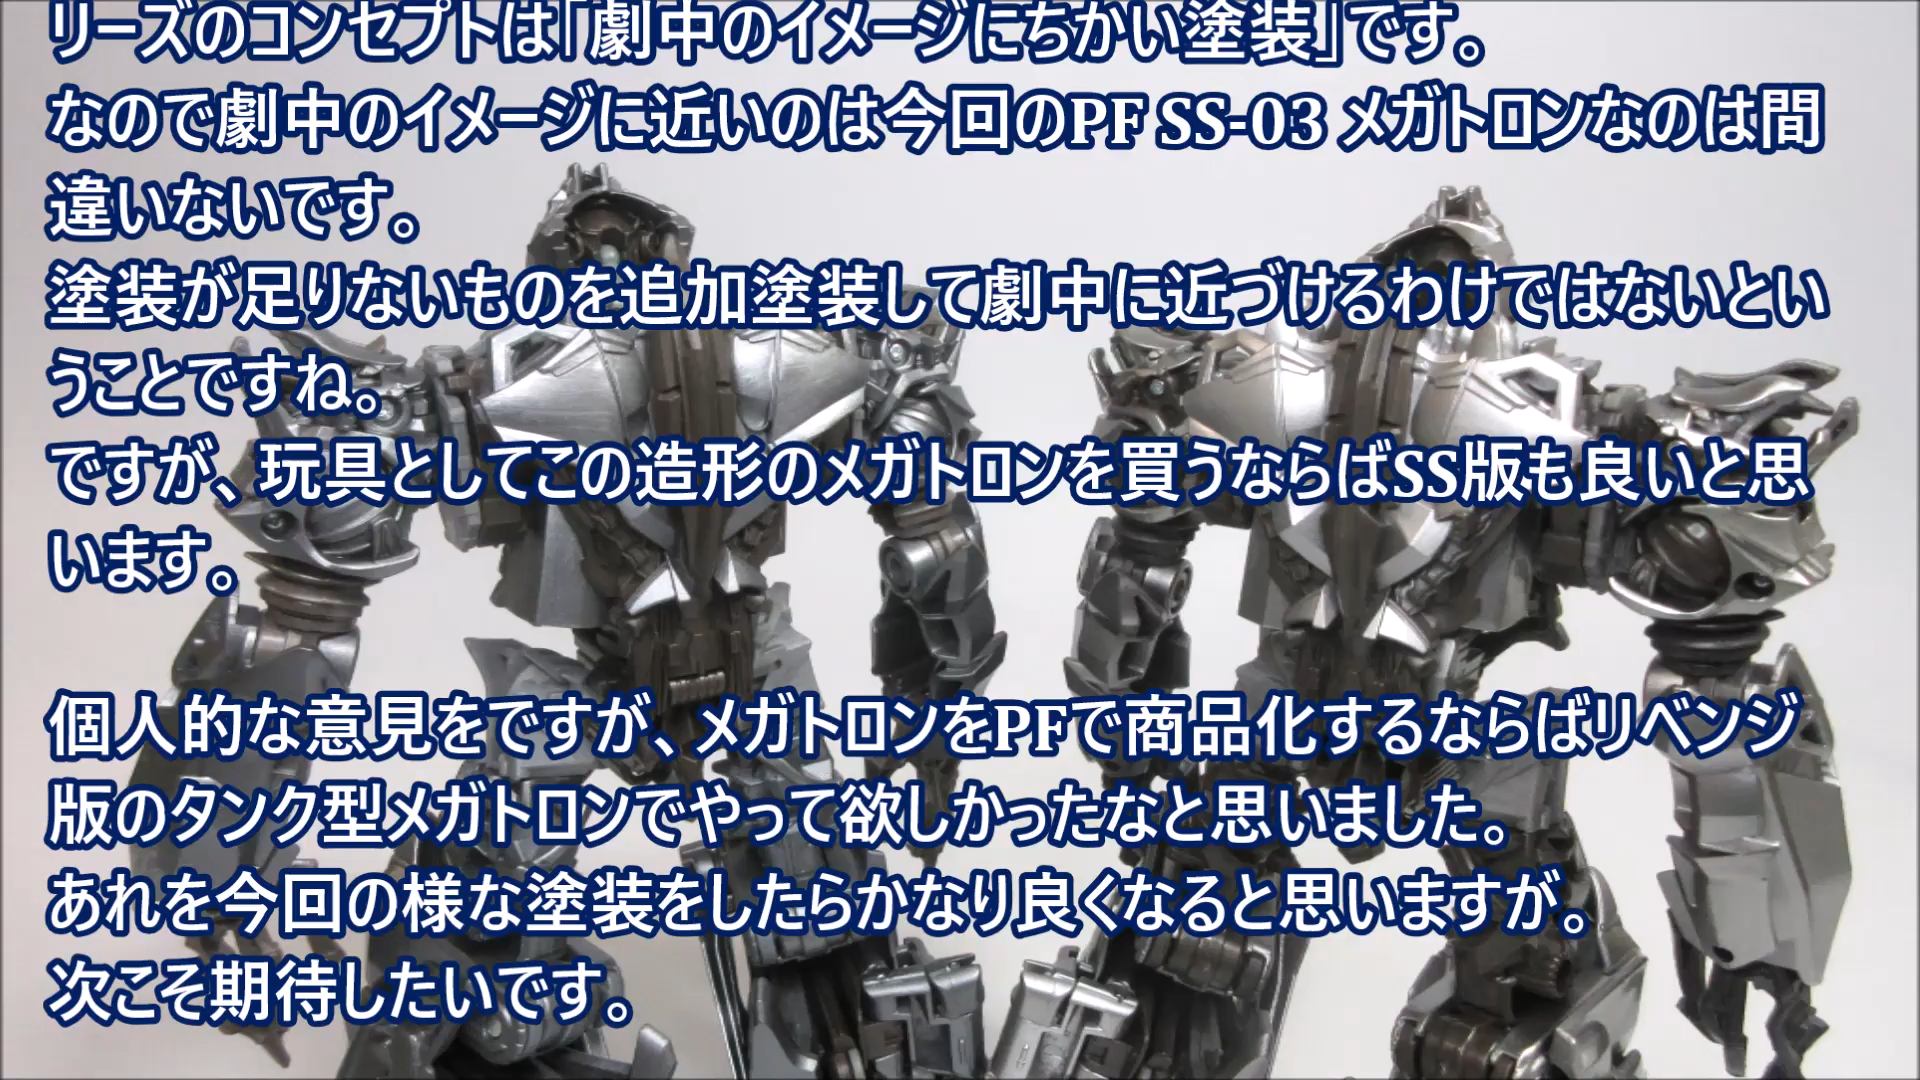 リーズのコンセプトは「劇中のイメージにちかい塗装」です。
なので劇中のイメージに近いのは今回のPF SS-03 メガトロンなのは間
違いないです。
塗装が足りないものを追加塗装して劇中に近づけるわけではないとい
うことですね。
ですが、玩具としてこの造形のメガトロンを買うならばSS版も良いと思
います。
個人的な意見をですが、メガトロンをPFで商品化するならばリベンジ
版のタンク型メガトロンでやって欲しかったなと思いました。
あれを今回の様な塗装をしたらかなり良くなると思いますが。
次こそ期待したいです。